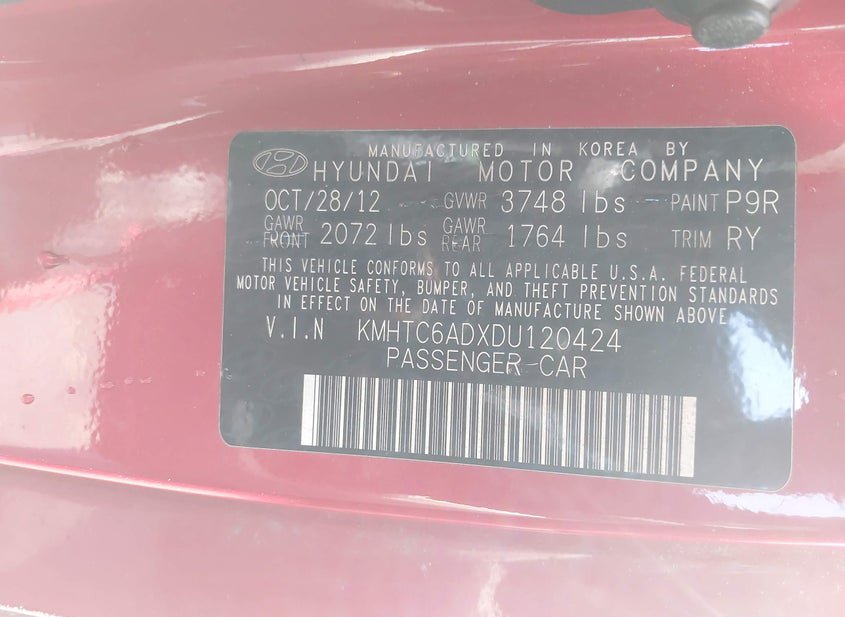 MANUFACTURED IN KOREA BY
HYUNDAI MOTOR COMPANY
OCT/28/12 GVWR 3748 lbs PAINT P9R
GAWR FRONT 2072 lbs GAWR REAR 1764 lbs TRIM RY
THIS VEHICLE CONFORMS TO ALL APPLICABLE U.S.A. FEDERAL
MOTOR VEHICLE SAFETY, BUMPER, AND THEFT PREVENTION STANDARDS
IN EFFECT ON THE DATE OF MANUFACTURE SHOWN ABOVE
V.I.N KMHTC6ADXDU120424
PASSENGER CAR